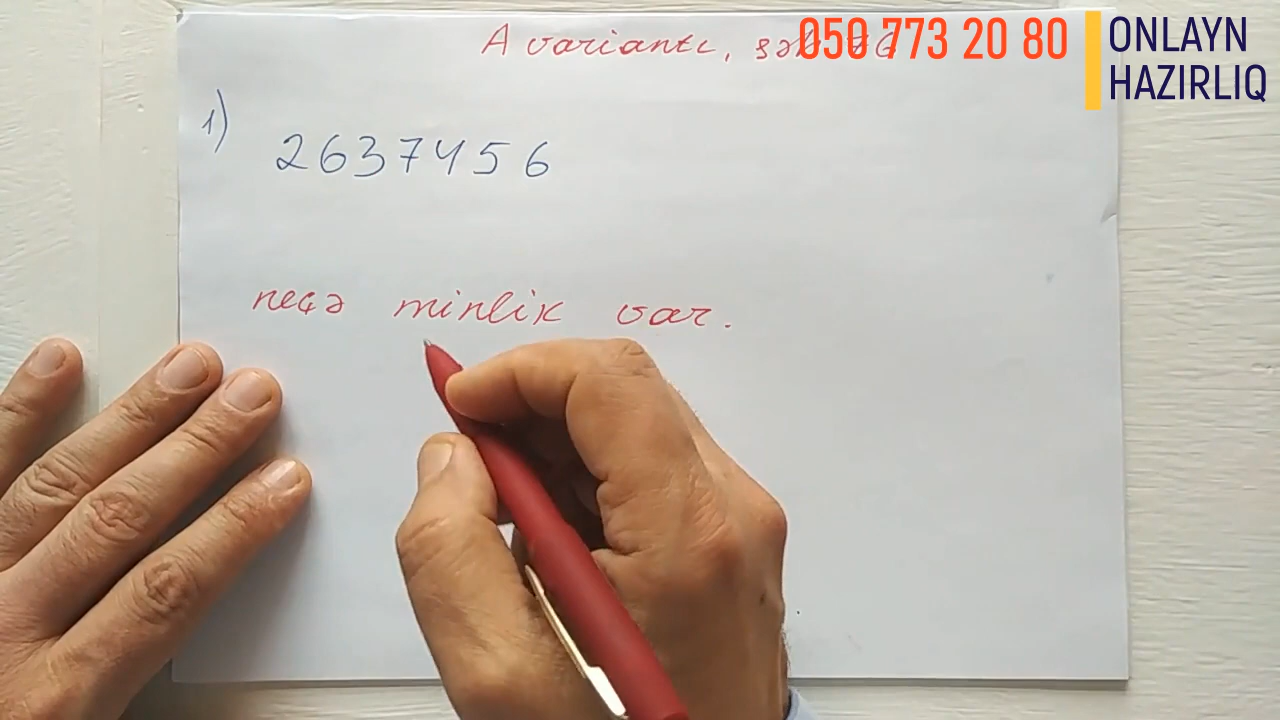 A variantı,
050 773 20 80
ONLAYN
HAZIRLIQ
1) 2637456
neçə minlik var.